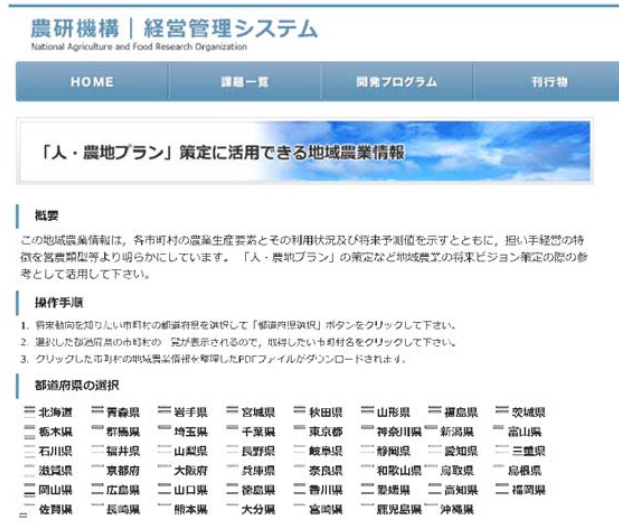 農研機構｜経営管理システム
National Agriculture and Food Research Organization
HOME 課題一覧 開発プログラム 刊行物
「人・農地プラン」策定に活用できる地域農業情報
概要
この地域農業情報は，各市町村の農業生産要素とその利用状況及び将来予測値を示すとともに，担い手経営の特
徴を営農類型等より明らかにしています。「人・農地プラン」の策定など地域農業の将来ビジョン策定の際の参
考として活用して下さい。
操作手順
1. 将来動向を知りたい市町村の都道府県を選択して「都道府県選択」ボタンをクリックして下さい。
2. 選択した都道府県の市町村の一覧が表示されるので，取得したい市町村名をクリックして下さい。
3. クリックした市町村の地域農業情報を整理したPDFファイルがダウンロードされます。
都道府県の選択
北海道 青森県 岩手県 宮城県 秋田県 山形県 福島県 茨城県
栃木県 群馬県 埼玉県 千葉県 東京都 神奈川県 新潟県 富山県
石川県 福井県 山梨県 長野県 岐阜県 静岡県 愛知県 三重県
滋賀県 京都府 大阪府 兵庫県 奈良県 和歌山県 鳥取県 島根県
岡山県 広島県 山口県 徳島県 香川県 愛媛県 高知県 福岡県
佐賀県 長崎県 熊本県 大分県 宮崎県 鹿児島県 沖縄県